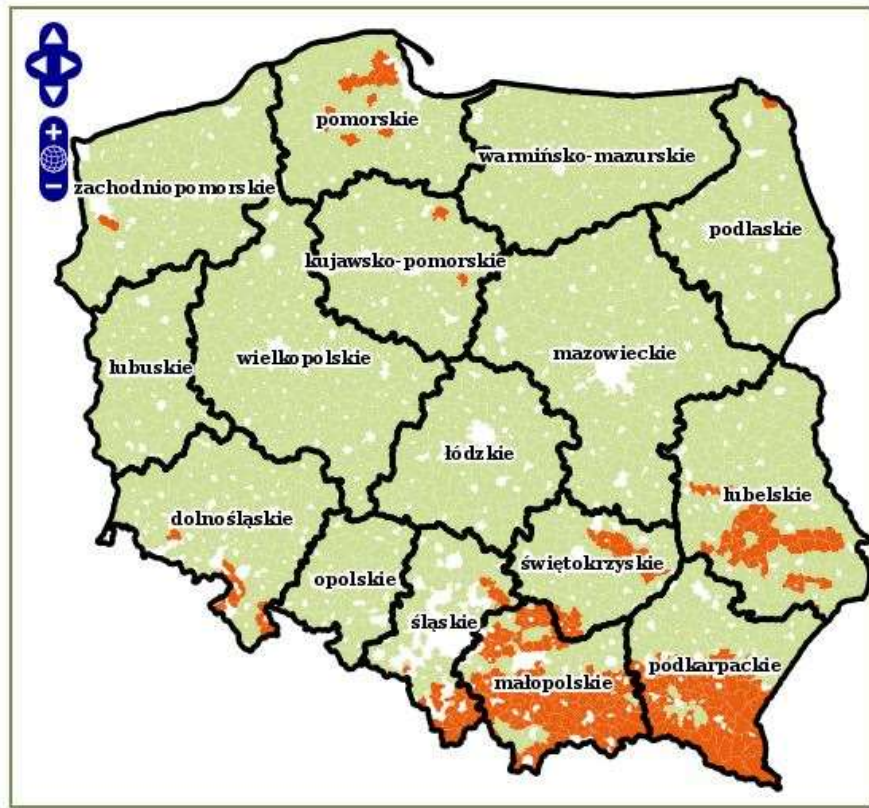 pomorskie
warmińsko-mazurskie
zachodniopomorskie
podlaskie
kujawsko-pomorskie
lubuskie
wielkopolskie
mazowieckie
łódzkie
lubelskie
dolnośląskie
świętokrzyskie
opolskie
śląskie
podkarpackie
małopolskie